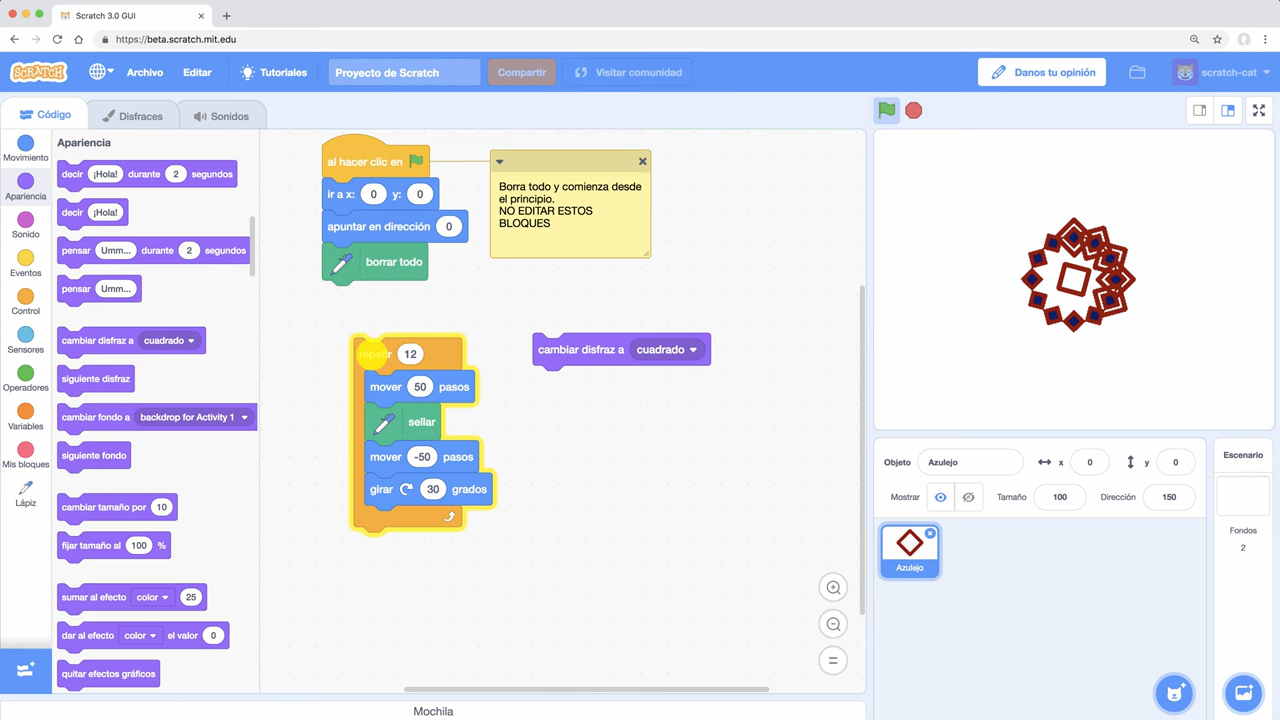 Scratch 3.0 GUI
https://beta.scratch.mit.edu
SCRATCH
Archivo
Editar
Tutoriales
Proyecto de Scratch
Compartir
Visitar comunidad
Danos tu opinión
scratch-cat
Código
Disfraces
Sonidos
Movimiento
Apariencia
Sonido
Eventos
Control
Sensores
Operadores
Variables
Mis bloques
Lápiz
Apariencia
decir ¡Hola! durante 2 segundos
decir ¡Hola!
pensar Umm... durante 2 segundos
pensar Umm...
cambiar disfraz a cuadrado
siguiente disfraz
cambiar fondo a backdrop for Activity 1
siguiente fondo
cambiar tamaño por 10
fijar tamaño al 100 %
sumar al efecto color 25
dar al efecto color el valor 0
quitar efectos gráficos
al hacer clic en
ir a x: 0 y: 0
apuntar en dirección 0
borrar todo
Borra todo y comienza desde
el principio.
NO EDITAR ESTOS
BLOQUES
repetir 12
mover 50 pasos
sellar
mover -50 pasos
girar 30 grados
cambiar disfraz a cuadrado
Mochila
Objeto Azulejo x 0 y 0
Mostrar Tamaño 100 Dirección 150
Azulejo
Escenario
Fondos
2